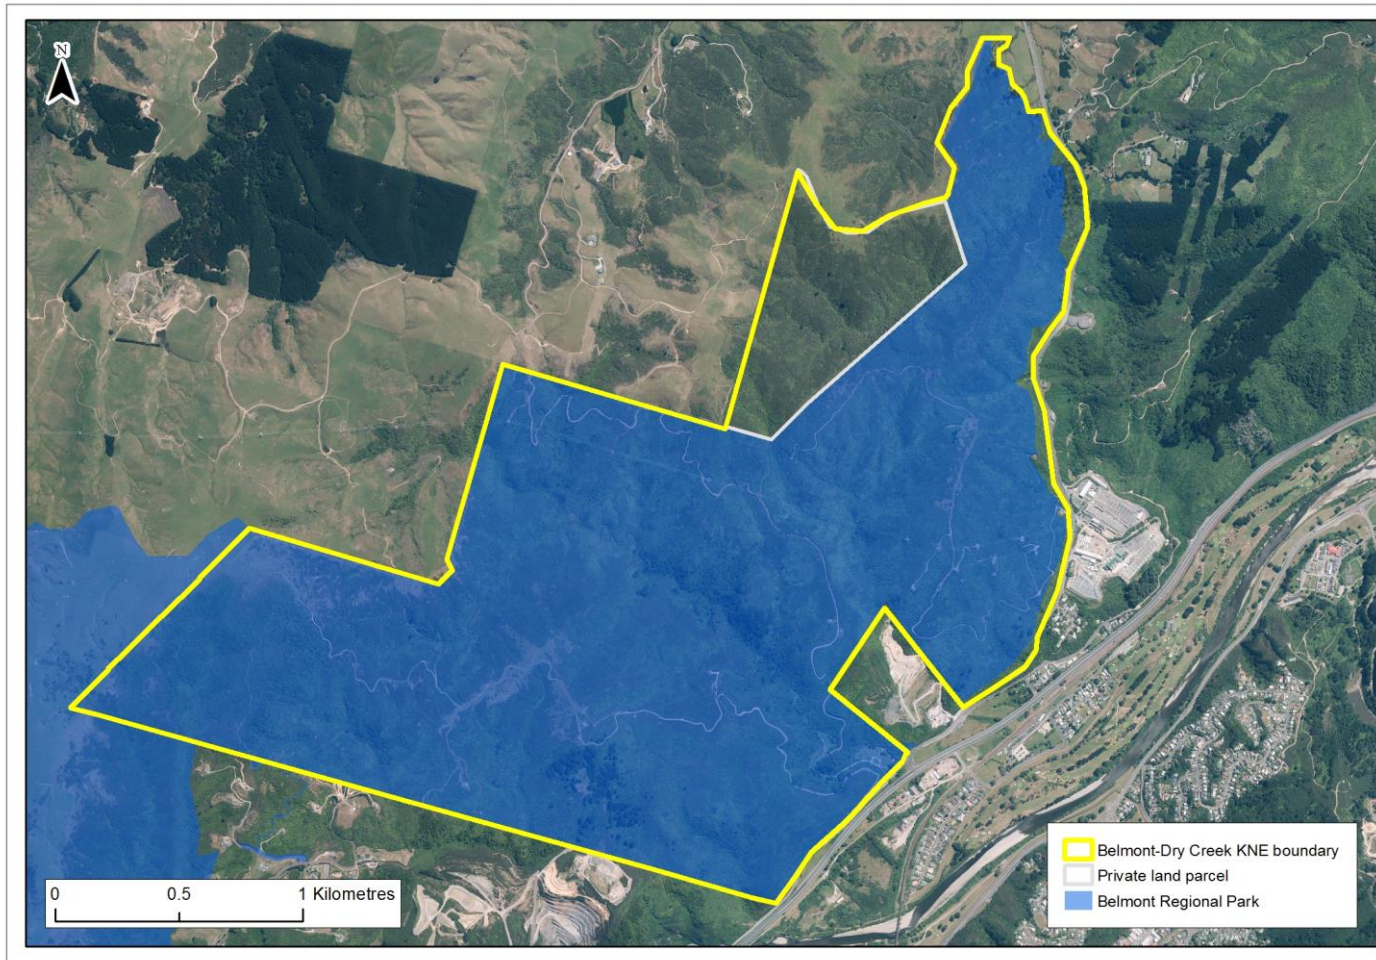 N
Belmont-Dry Creek KNE boundary
Private land parcel
Belmont Regional Park
0 0.5 1 Kilometres